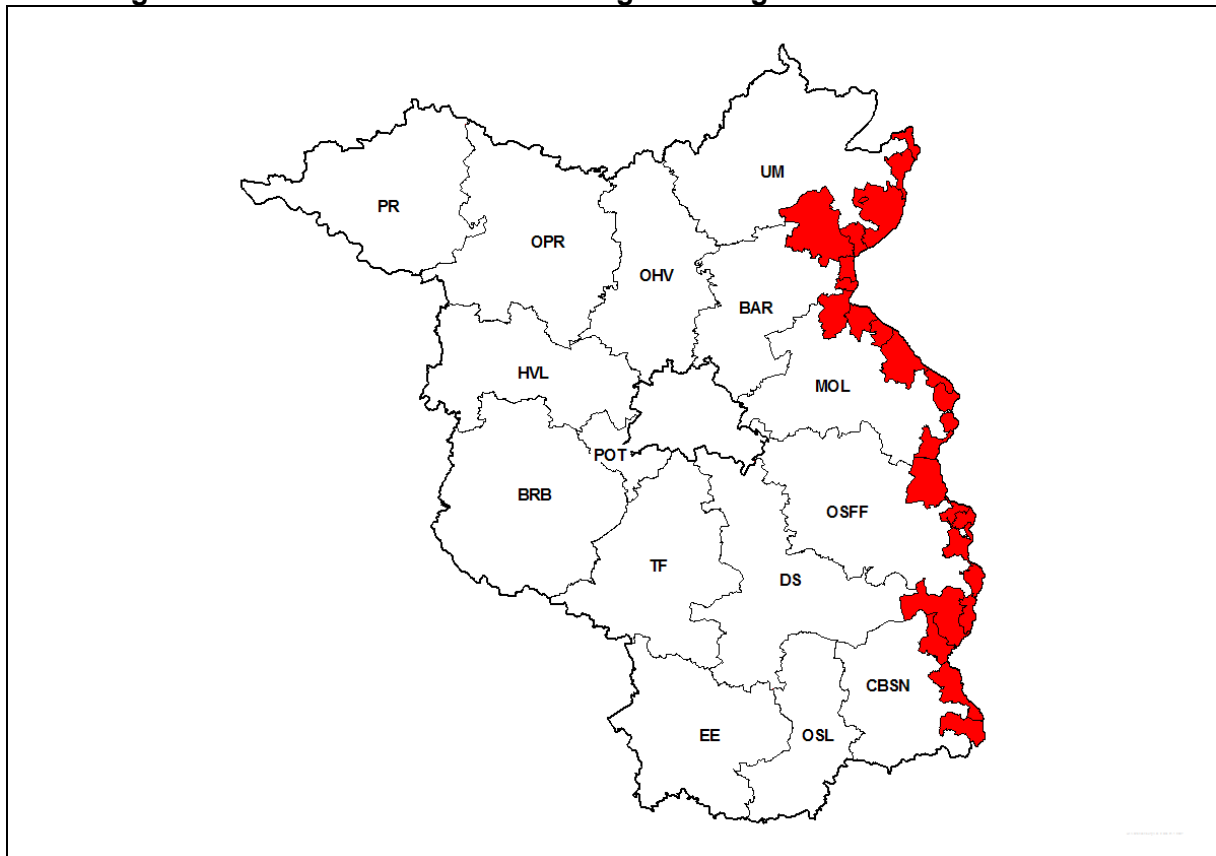 UM
PR
OPR
OHV
BAR
HVL
MOL
POT
BRB
OSFF
TF
DS
CBSN
EE
OSL